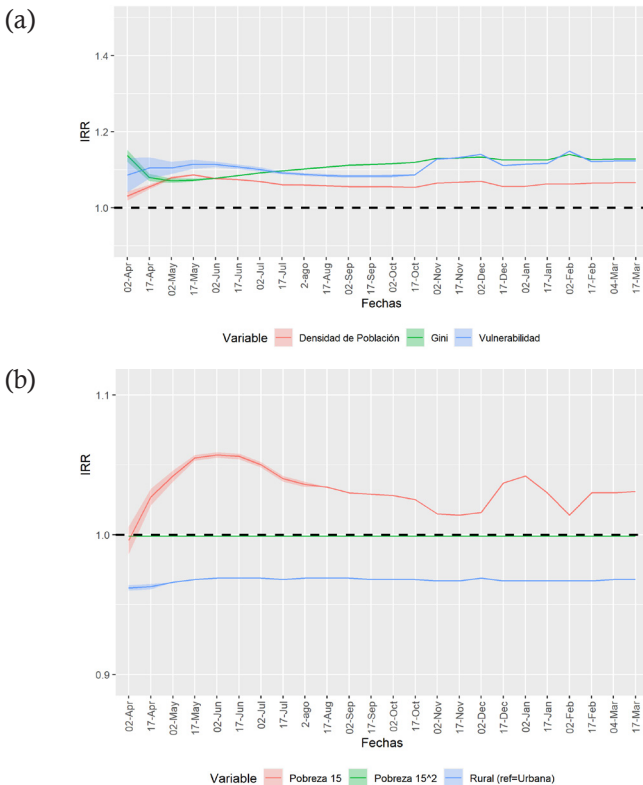 (a)
IRR
1.4
1.2
1.0
02-Apr
17-Apr
02-May
17-May
02-Jun
17-Jun
02-Jul
17-Jul
2-ago
17-Aug
02-Sep
17-Sep
02-Oct
17-Oct
02-Nov
17-Nov
02-Dec
17-Dec
02-Jan
17-Jan
02-Feb
17-Feb
04-Mar
17-Mar
Fechas
Variable Densidad de Población Gini Vulnerabilidad
(b)
IRR
1.1
1.0
0.9
02-Apr
17-Apr
02-May
17-May
02-Jun
17-Jun
02-Jul
17-Jul
2-ago
17-Aug
02-Sep
17-Sep
02-Oct
17-Oct
02-Nov
17-Nov
02-Dec
17-Dec
02-Jan
17-Jan
02-Feb
17-Feb
04-Mar
17-Mar
Fechas
Variable Pobreza 15 Pobreza 15^2 Rural (ref=Urbana)